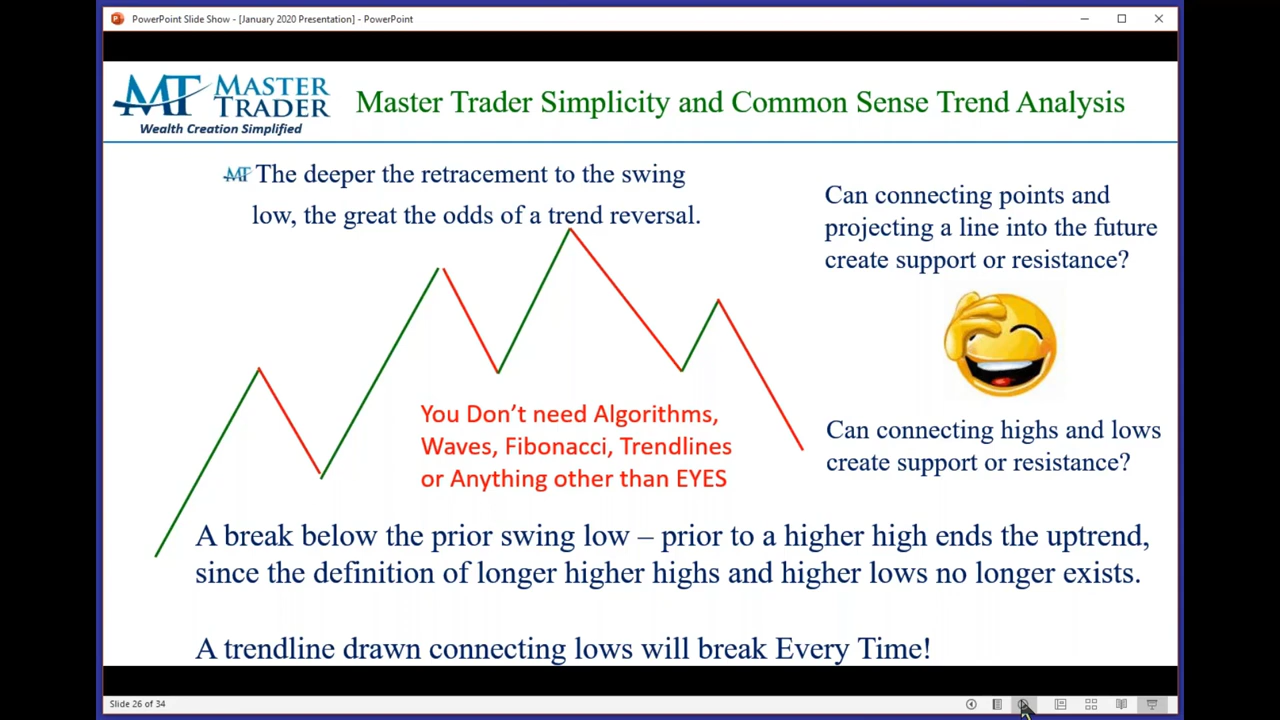 PowerPoint Slide Show - [January 2020 Presentation] - PowerPoint
MT MASTER
TRADER
Wealth Creation Simplified
Master Trader Simplicity and Common Sense Trend Analysis
MT The deeper the retracement to the swing
low, the great the odds of a trend reversal.
Can connecting points and
projecting a line into the future
create support or resistance?
You Don't need Algorithms,
Waves, Fibonacci, Trendlines
or Anything other than EYES
Can connecting highs and lows
create support or resistance?
A break below the prior swing low – prior to a higher high ends the uptrend,
since the definition of longer higher highs and higher lows no longer exists.
A trendline drawn connecting lows will break Every Time!
Slide 26 of 34